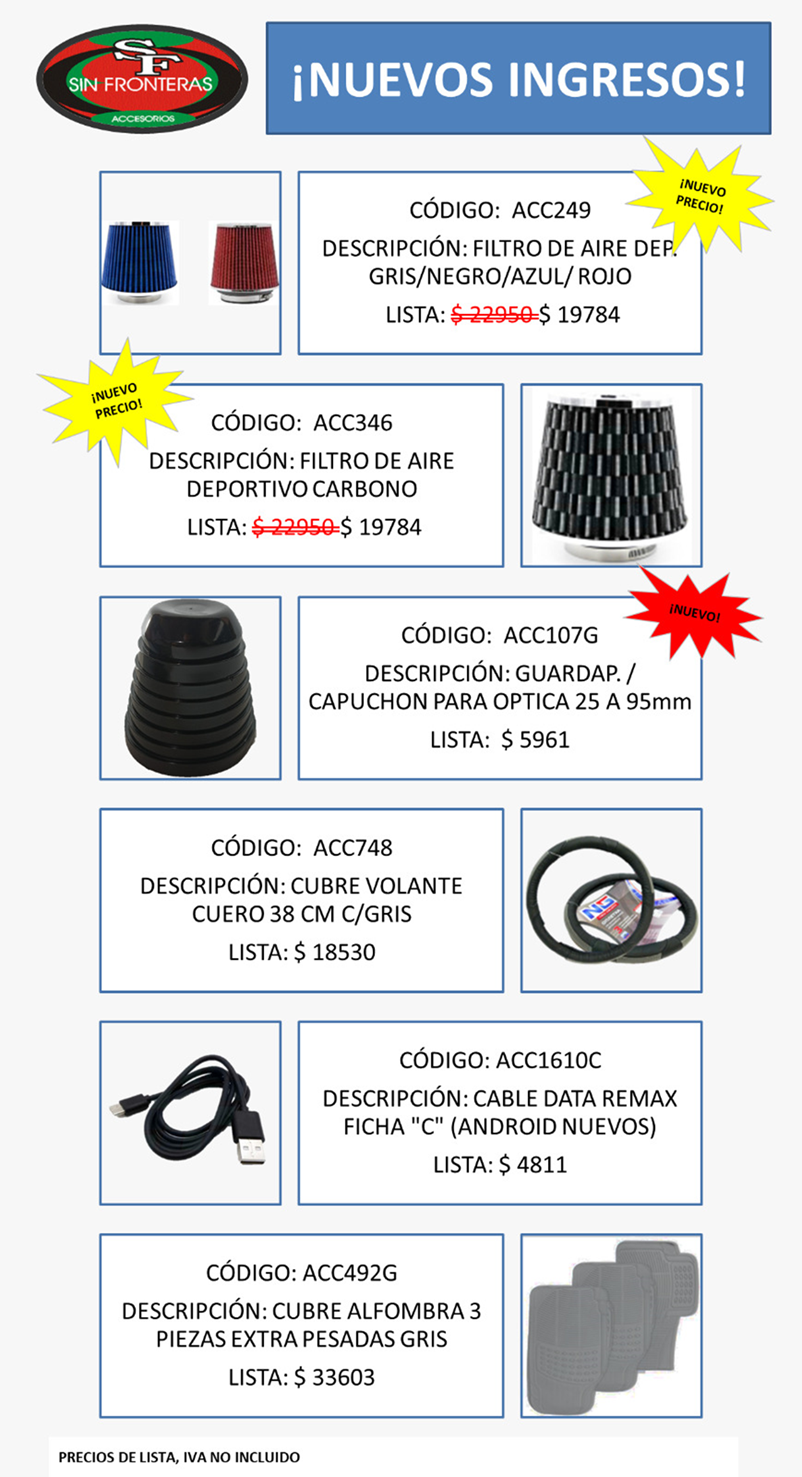 SF
SIN FRONTERAS
ACCESORIOS
¡NUEVOS INGRESOS!
¡NUEVO
PRECIO!
CÓDIGO: ACC249
DESCRIPCIÓN: FILTRO DE AIRE DEP.
GRIS/NEGRO/AZUL/ ROJO
LISTA: $ 22950 $ 19784
¡NUEVO
PRECIO!
CÓDIGO: ACC346
DESCRIPCIÓN: FILTRO DE AIRE
DEPORTIVO CARBONO
LISTA: $ 22950 $ 19784
¡NUEVO!
CÓDIGO: ACC107G
DESCRIPCIÓN: GUARDAP. /
CAPUCHON PARA OPTICA 25 A 95mm
LISTA: $ 5961
CÓDIGO: ACC748
DESCRIPCIÓN: CUBRE VOLANTE
CUERO 38 CM C/GRIS
LISTA: $ 18530
NG
CÓDIGO: ACC1610C
DESCRIPCIÓN: CABLE DATA REMAX
FICHA "C" (ANDROID NUEVOS)
LISTA: $ 4811
CÓDIGO: ACC492G
DESCRIPCIÓN: CUBRE ALFOMBRA 3
PIEZAS EXTRA PESADAS GRIS
LISTA: $ 33603
PRECIOS DE LISTA, IVA NO INCLUIDO